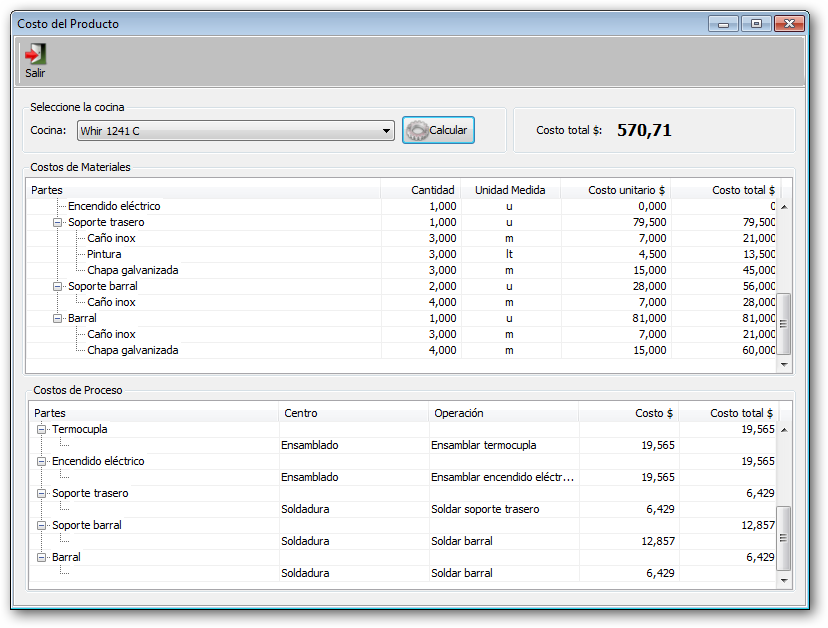 Costo del Producto
Salir
Seleccione la cocina
Cocina: Whir 1241 C Calcular Costo total $: 570,71
Costos de Materiales
Partes Cantidad Unidad Medida Costo unitario $ Costo total $
Encendido eléctrico 1,000 u 0,000 0
Soporte trasero 1,000 u 79,500 79,500
Caño inox 3,000 m 7,000 21,000
Pintura 3,000 lt 4,500 13,500
Chapa galvanizada 3,000 m 15,000 45,000
Soporte barral 2,000 u 28,000 56,000
Caño inox 4,000 m 7,000 28,000
Barral 1,000 u 81,000 81,000
Caño inox 3,000 m 7,000 21,000
Chapa galvanizada 4,000 m 15,000 60,000
Costos de Proceso
Partes Centro Operación Costo $ Costo total $
Termocupla 19,565
Ensamblado Ensamblar termocupla 19,565
Encendido eléctrico 19,565
Ensamblado Ensamblar encendido eléctr... 19,565
Soporte trasero 6,429
Soldadura Soldar soporte trasero 6,429
Soporte barral 12,857
Soldadura Soldar barral 12,857
Barral 6,429
Soldadura Soldar barral 6,429